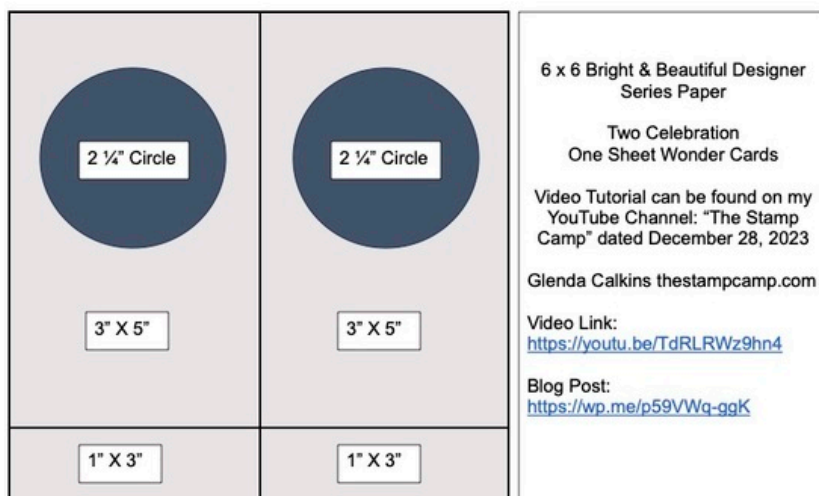 2 ¼” Circle
2 ¼” Circle
3” X 5”
3” X 5”
1” X 3”
1” X 3”
6 x 6 Bright & Beautiful Designer
Series Paper
Two Celebration
One Sheet Wonder Cards
Video Tutorial can be found on my
YouTube Channel: “The Stamp
Camp” dated December 28, 2023
Glenda Calkins thestampcamp.com
Video Link:
https://youtu.be/TdRLRWz9hn4
Blog Post:
https://wp.me/p59VWq-ggK